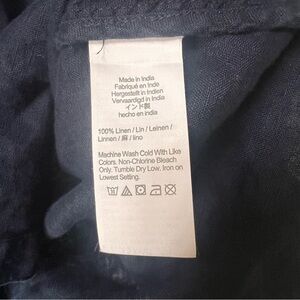 Made in India
Fabriqué en Inde
Hergestellt in Indien
Vervaardigd in India
インド製
hecho en india
100% Linen / Lin / Leinen /
Linnen / 麻 / lino
Machine Wash Cold With Like
Colors. Non-Chlorine Bleach
Only. Tumble Dry Low. Iron on
Lowest Setting.